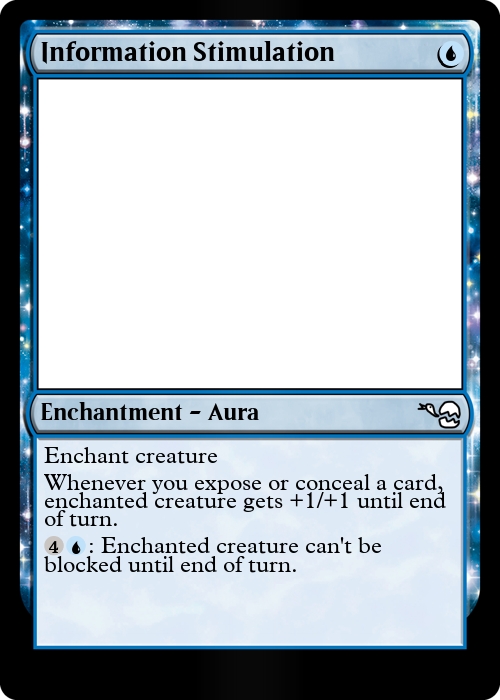 Information Stimulation
Enchantment – Aura
Enchant creature
Whenever you expose or conceal a card,
enchanted creature gets +1/+1 until end
of turn.
4 : Enchanted creature can't be
blocked until end of turn.